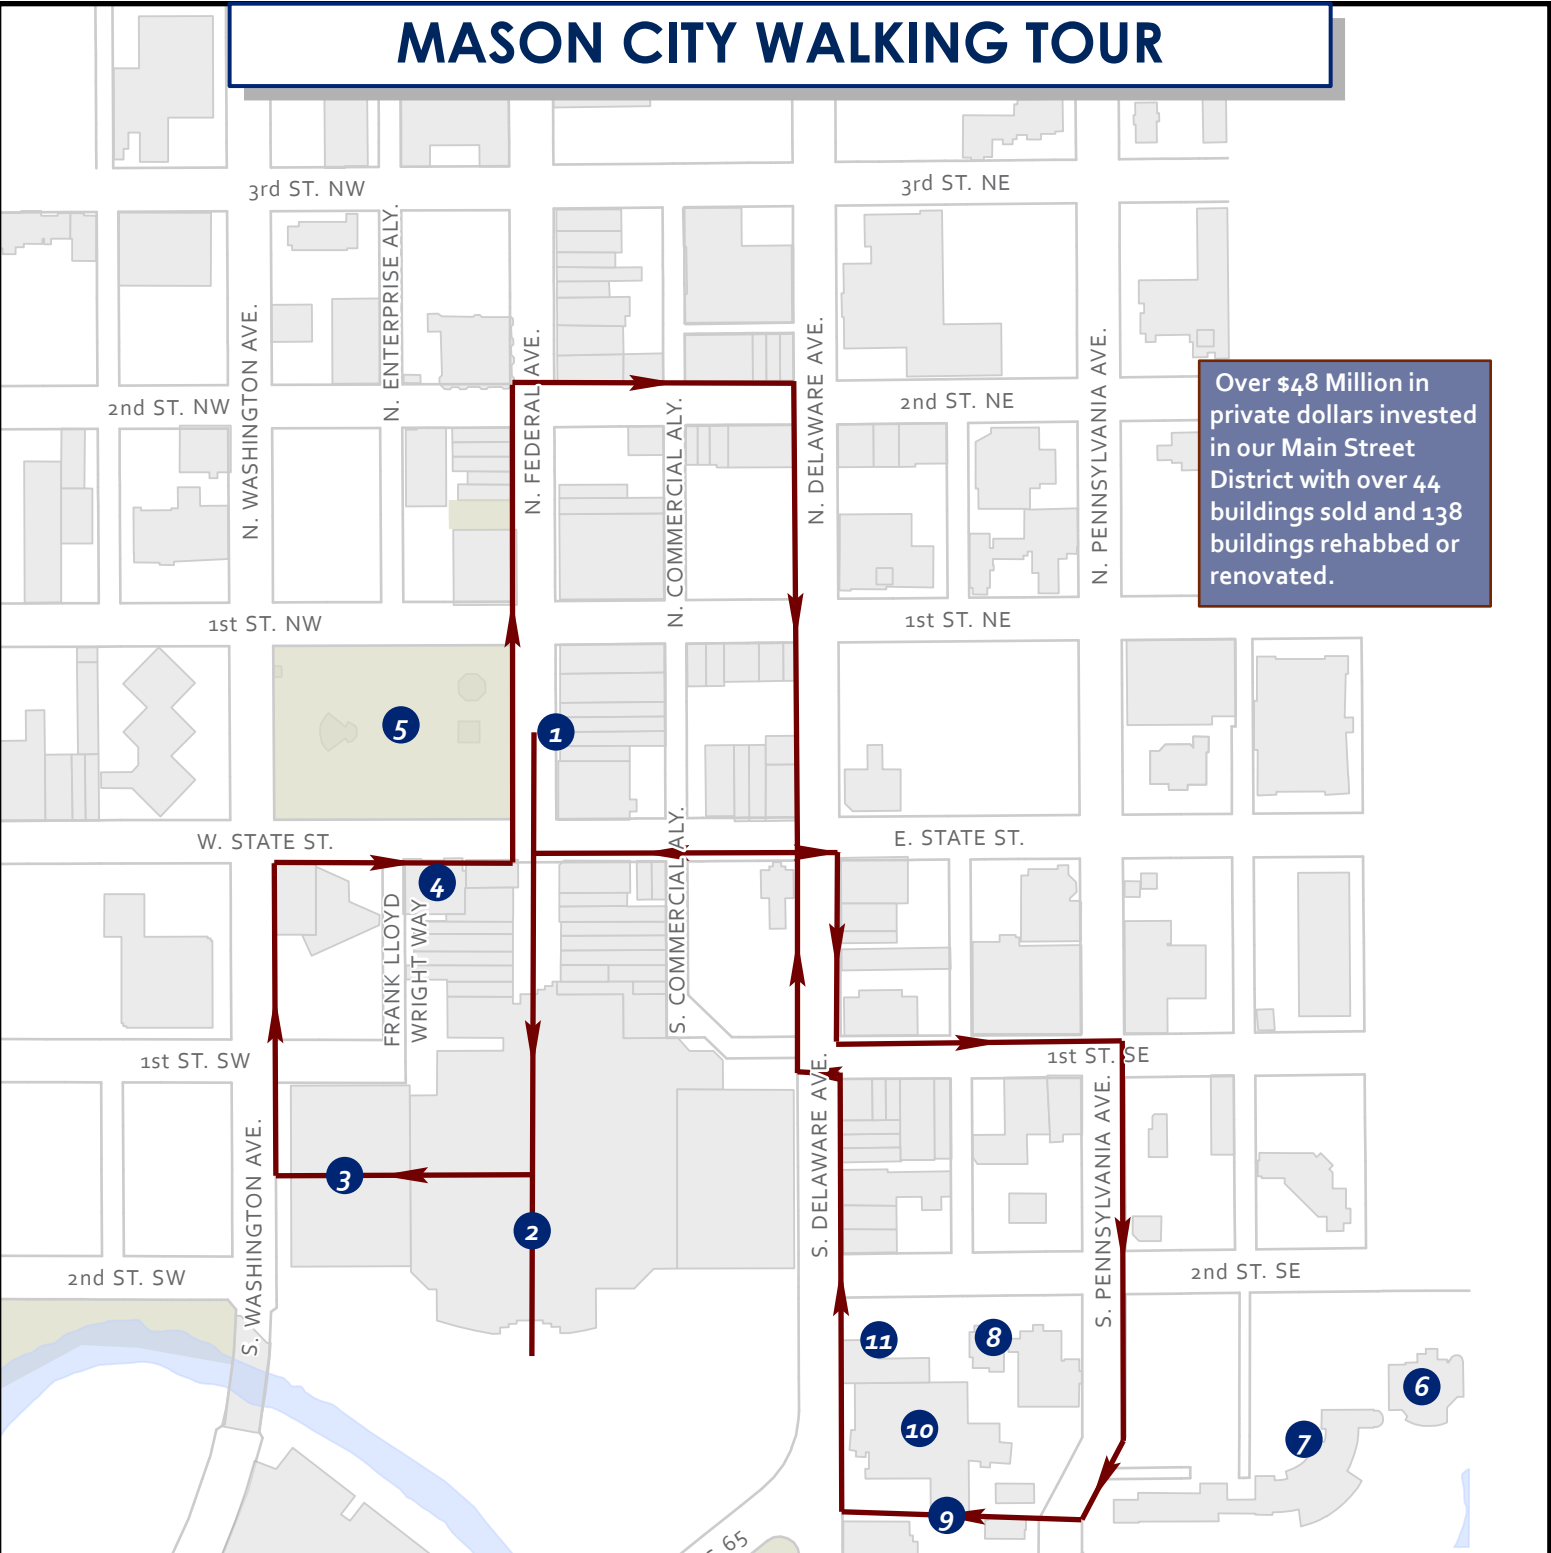 MASON CITY WALKING TOUR
3rd ST. NW
3rd ST. NE
N. ENTERPRISE ALY.
N. WASHINGTON AVE.
N. FEDERAL AVE.
N. DELAWARE AVE.
N. PENNSYLVANIA AVE.
Over $48 Million in
private dollars invested
in our Main Street
District with over 44
buildings sold and 138
buildings rehabbed or
renovated.
2nd ST. NW
2nd ST. NE
N. COMMERCIAL ALY.
1st ST. NW
1st ST. NE
5
1
W. STATE ST.
E. STATE ST.
S. COMMERCIAL ALY.
4
FRANK LLOYD
WRIGHT WAY
1st ST. SW
1st ST. SE
S. DELAWARE AVE.
S. PENNSYLVANIA AVE.
S. WASHINGTON AVE.
3
2
2nd ST. SW
2nd ST. SE
11
8
6
10
7
9
65